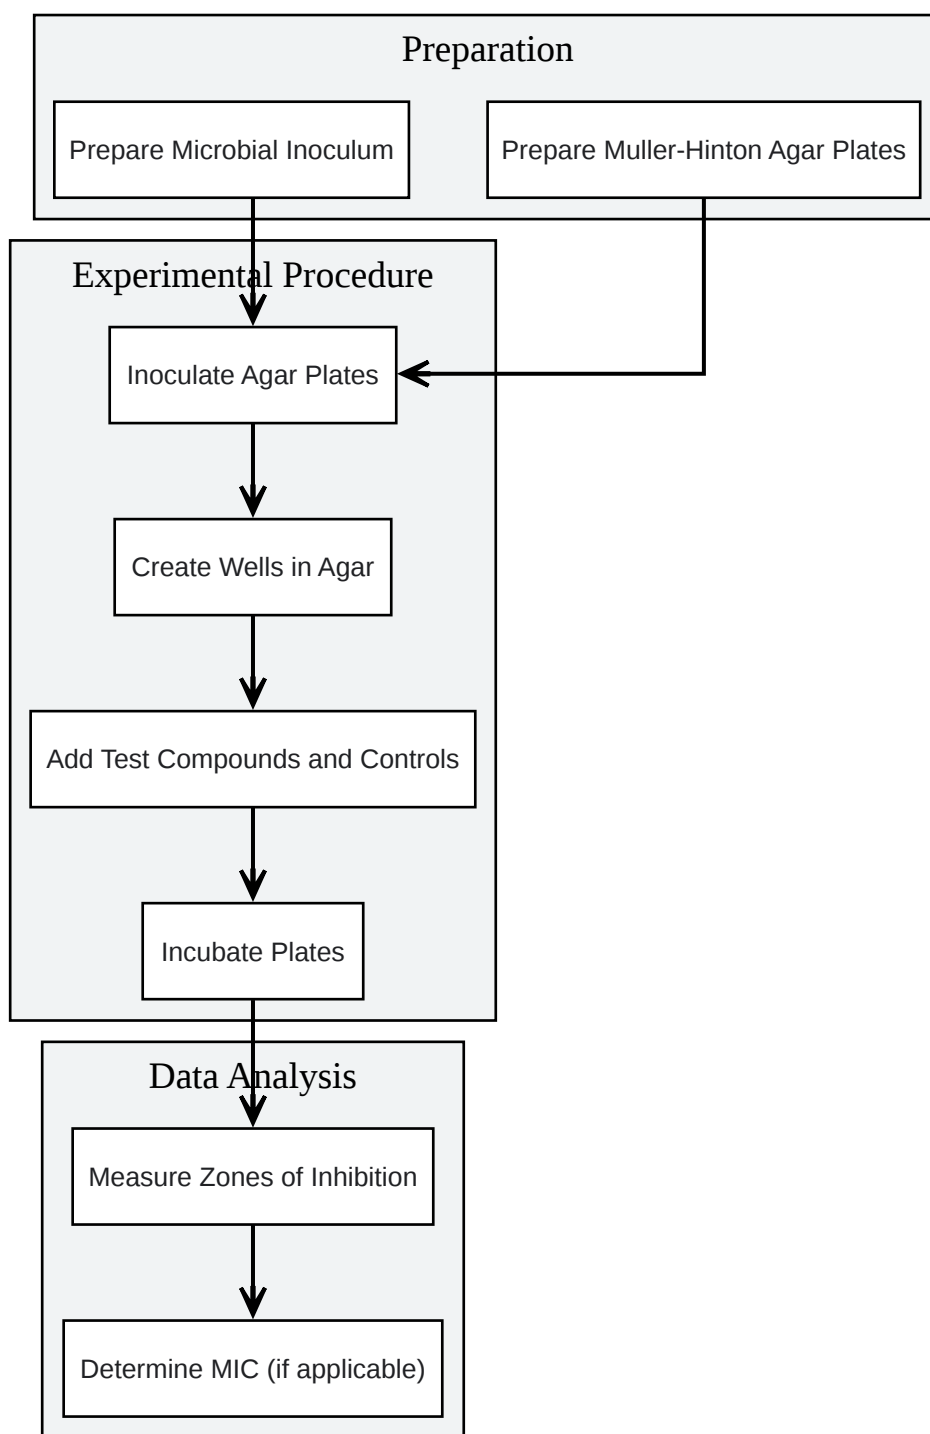 Preparation
Prepare Microbial Inoculum
Prepare Muller-Hinton Agar Plates
Experimental Procedure
Inoculate Agar Plates
Create Wells in Agar
Add Test Compounds and Controls
Incubate Plates
Data Analysis
Measure Zones of Inhibition
Determine MIC (if applicable)